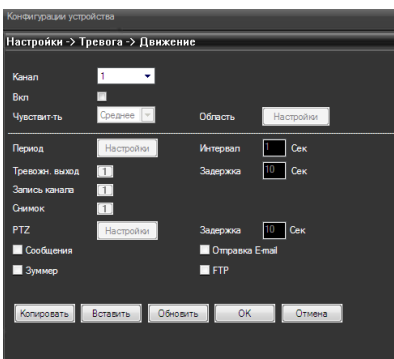 Конфигурации устройства
Настройки -> Тревога -> Движение
Канал 1
Вкл
Чувствит-ть Среднее Область Настройки
Период Настройки Интервал 1 Сек
Тревожн. выход 1 Задержка 10 Сек
Запись канала 1
Снимок 1
PTZ Настройки Задержка 10 Сек
Сообщения Отправка E-mail
Зуммер FTP
Копировать Вставить Обновить OK Отмена